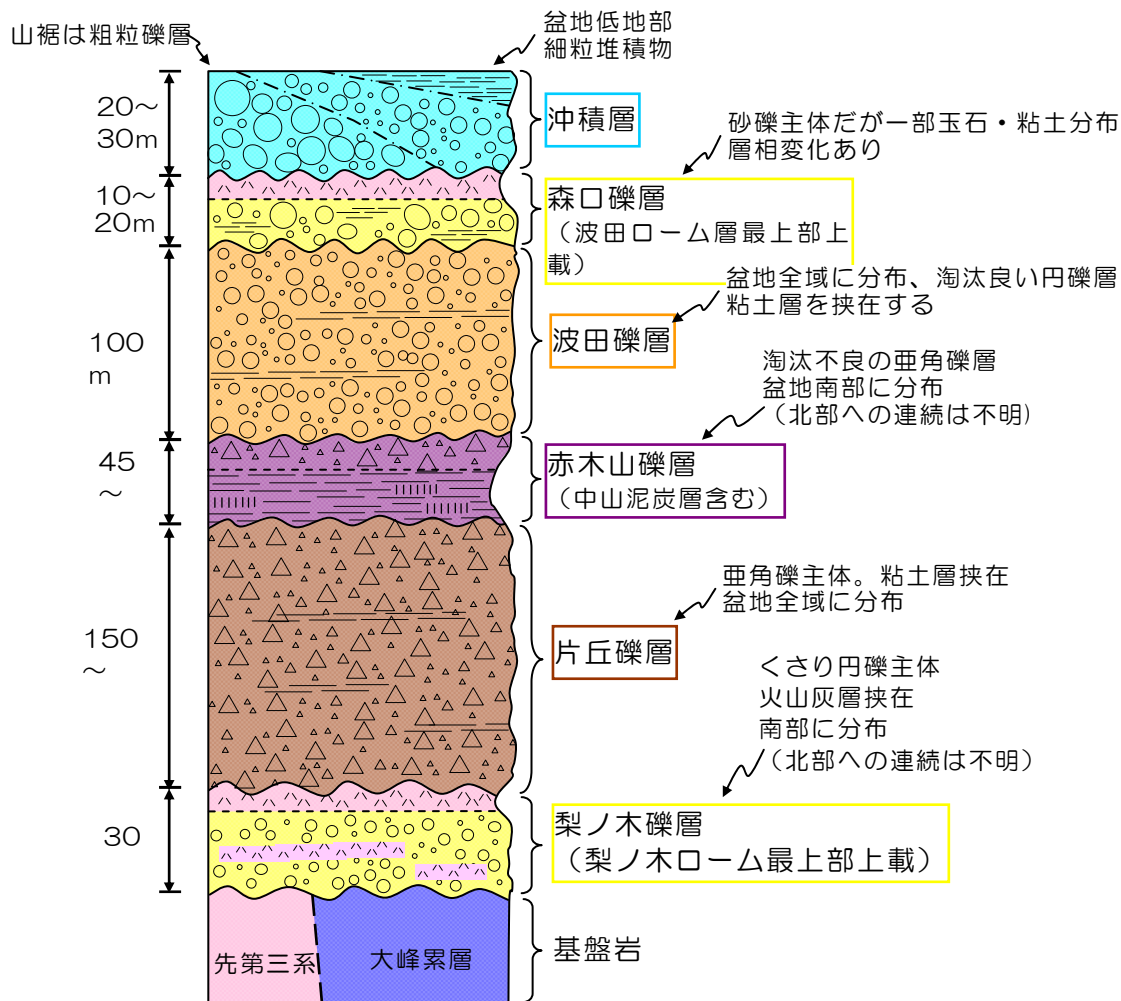 山裾は粗粒礫層
盆地低地部
細粒堆積物
20～
30m
沖積層
砂礫主体だが一部玉石・粘土分布
層相変化あり
10～
20m
森口礫層
（波田ローム層最上部上
載）
盆地全域に分布、淘汰良い円礫層
粘土層を挟在する
100
m
波田礫層
淘汰不良の亜角礫層
盆地南部に分布
（北部への連続は不明)
45
～
赤木山礫層
（中山泥炭層含む）
亜角礫主体。粘土層挟在
盆地全域に分布
150
～
片丘礫層
くさり円礫主体
火山灰層挟在
南部に分布
（北部への連続は不明）
30
梨ノ木礫層
（梨ノ木ローム最上部上載）
先第三系
大峰累層
基盤岩